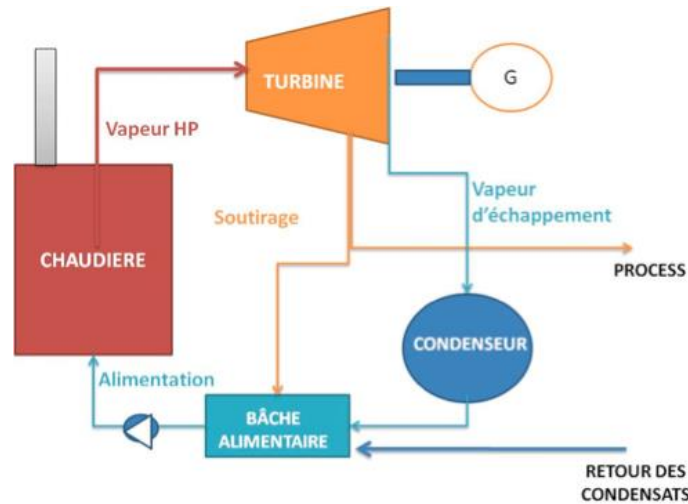 TURBINE
G
Vapeur HP
Soutirage
Vapeur
d'échappement
CHAUDIERE
PROCESS
CONDENSEUR
Alimentation
BÂCHE
ALIMENTAIRE
RETOUR DES
CONDENSATS